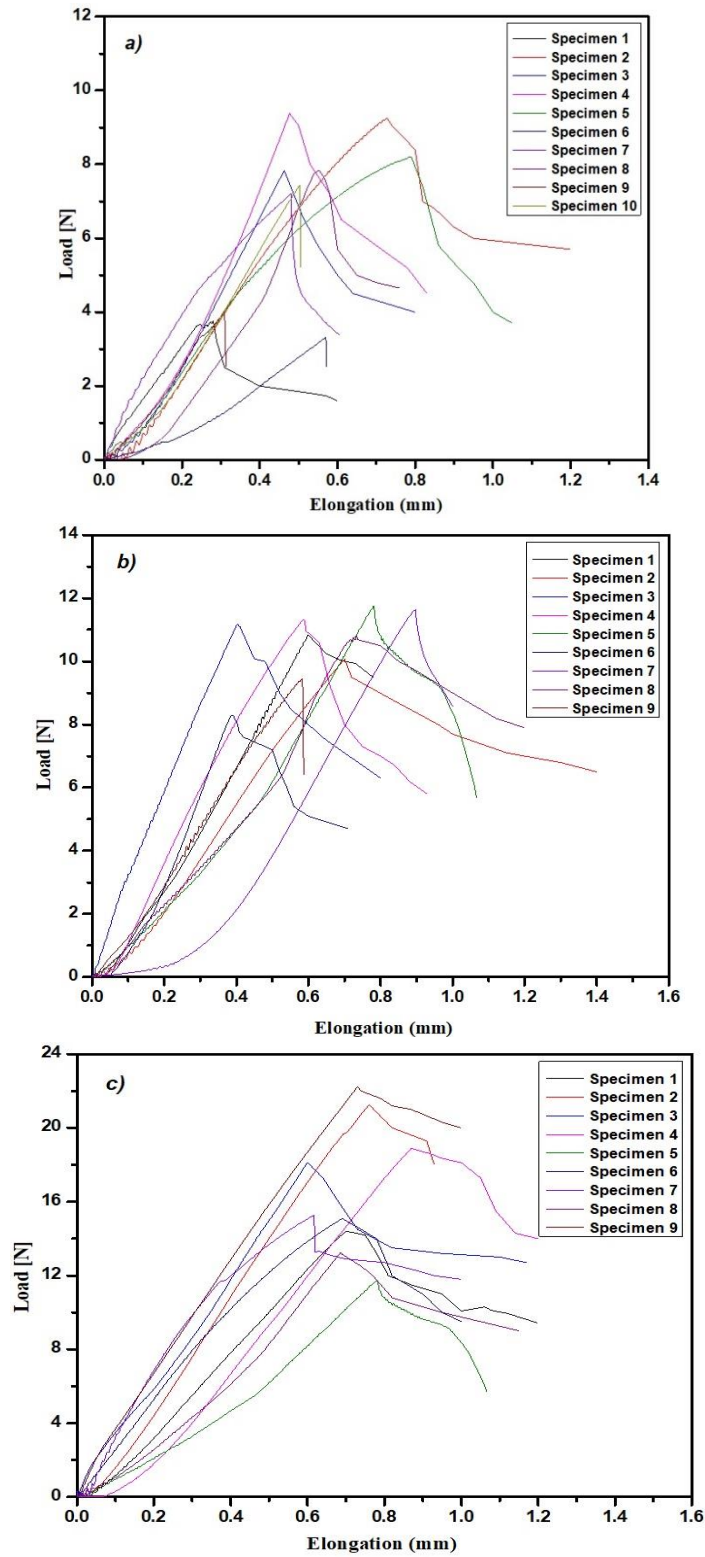 a)
Specimen 1
Specimen 2
Specimen 3
Specimen 4
Specimen 5
Specimen 6
Specimen 7
Specimen 8
Specimen 9
Specimen 10
Load [N]
12
10
8
6
4
2
0
0.0 0.2 0.4 0.6 0.8 1.0 1.2 1.4
Elongation (mm)
b)
Specimen 1
Specimen 2
Specimen 3
Specimen 4
Specimen 5
Specimen 6
Specimen 7
Specimen 8
Specimen 9
Load [N]
14
12
10
8
6
4
2
0
0.0 0.2 0.4 0.6 0.8 1.0 1.2 1.4 1.6
Elongation (mm)
c)
Specimen 1
Specimen 2
Specimen 3
Specimen 4
Specimen 5
Specimen 6
Specimen 7
Specimen 8
Specimen 9
Load [N]
24
20
16
12
8
4
0
0.0 0.2 0.4 0.6 0.8 1.0 1.2 1.4 1.6
Elongation (mm)